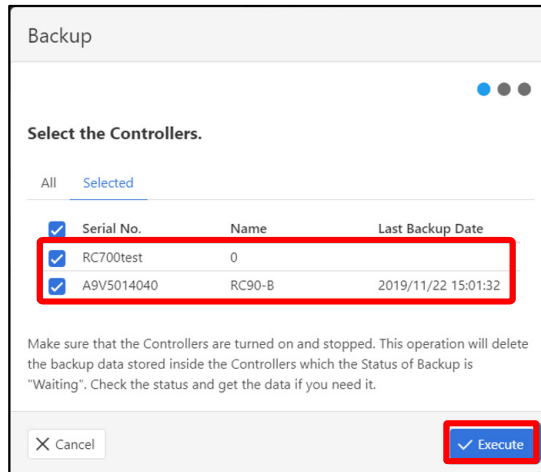 Backup
Select the Controllers.
All Selected
Serial No. Name Last Backup Date
RC700test 0
A9V5014040 RC90-B 2019/11/22 15:01:32
Make sure that the Controllers are turned on and stopped. This operation will delete
the backup data stored inside the Controllers which the Status of Backup is
"Waiting". Check the status and get the data if you need it.
Cancel Execute